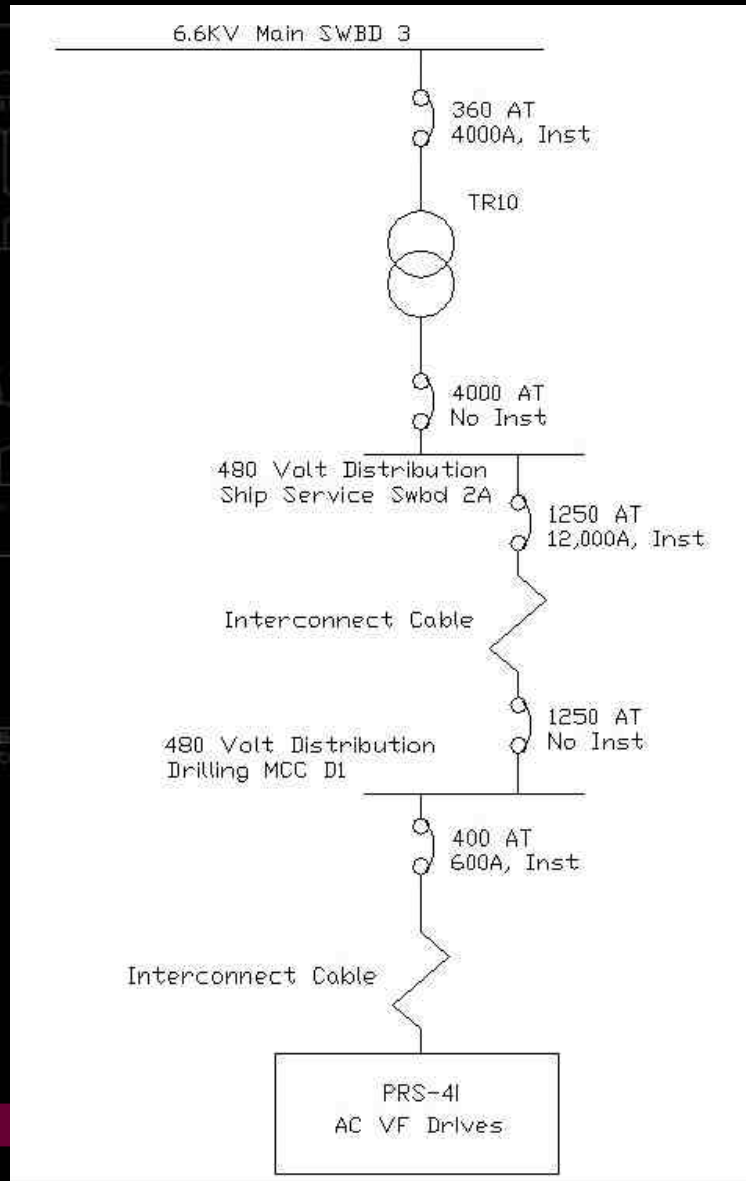 6.6KV Main SWBD 3
360 AT
4000A, Inst
TR10
4000 AT
No Inst
480 Volt Distribution
Ship Service Swbd 2A
1250 AT
12,000A, Inst
Interconnect Cable
1250 AT
No Inst
480 Volt Distribution
Drilling MCC D1
400 AT
600A, Inst
Interconnect Cable
PRS-4I
AC VF Drives